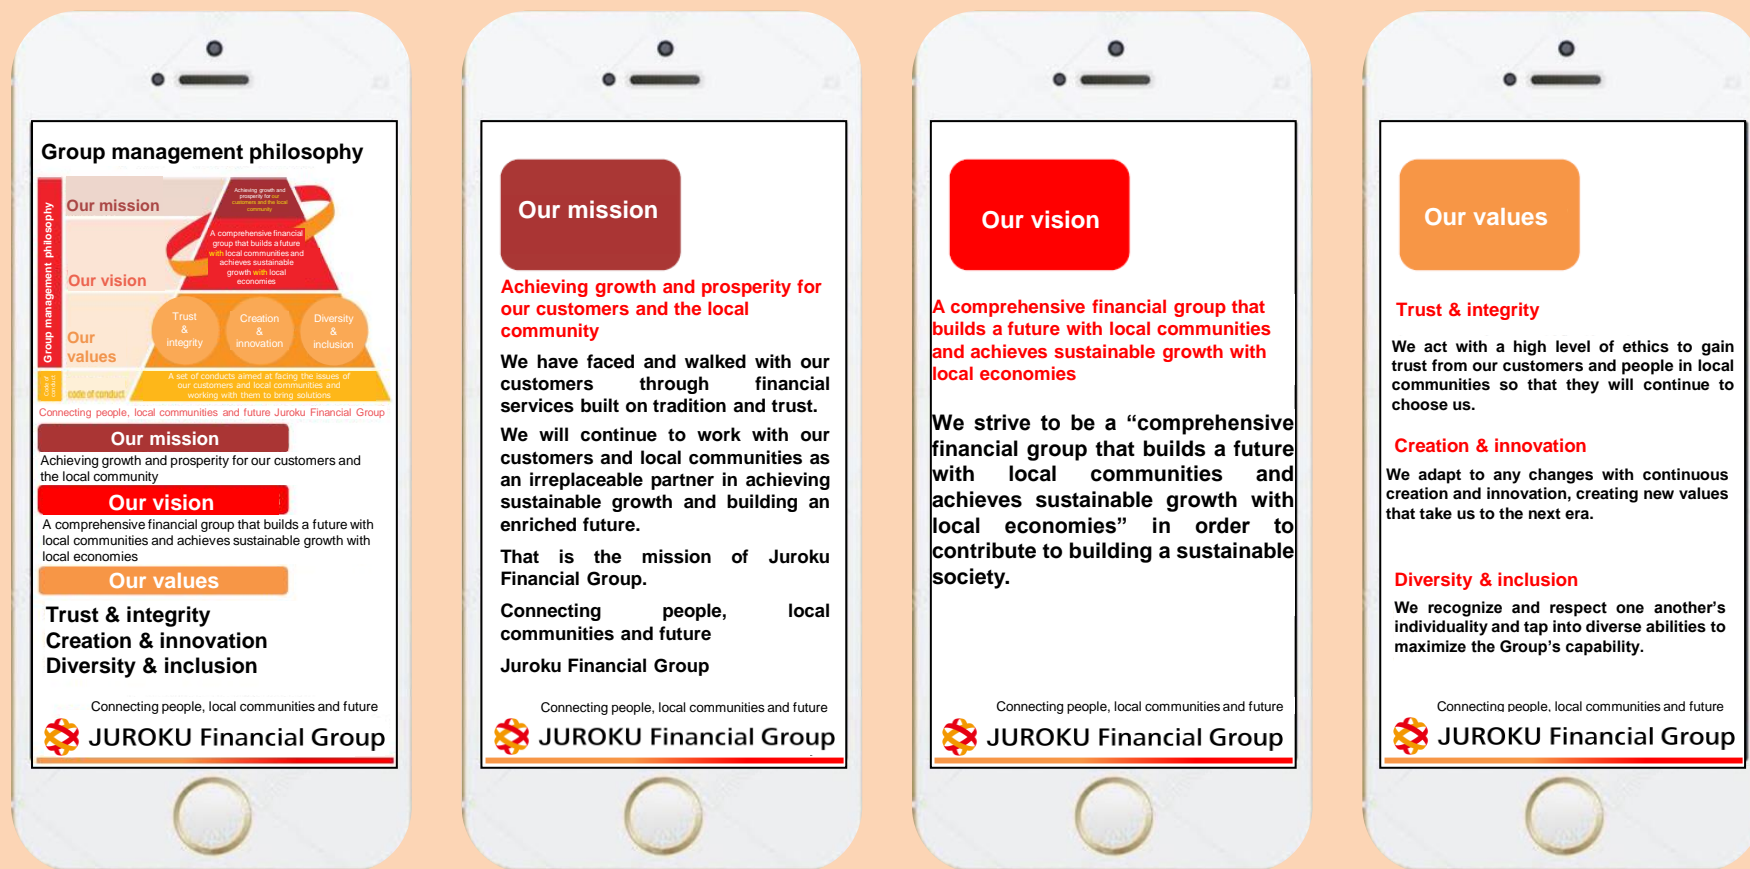 Group management philosophy
Group management philosophy
Our mission
Achieving growth and
prosperity for our
customers and the local
community
Our vision
A comprehensive financial
group that builds a future
with local communities and
achieves sustainable
growth with local
economies
Our
values
Trust
&
integrity
Creation
&
innovation
Diversity
&
inclusion
Code of
conduct
code of conduct
A set of conducts aimed at facing the issues of
our customers and local communities and
working with them to bring solutions
Connecting people, local communities and future Juroku Financial Group
Our mission
Achieving growth and prosperity for our customers and
the local community
Our vision
A comprehensive financial group that builds a future with
local communities and achieves sustainable growth with
local economies
Our values
Trust & integrity
Creation & innovation
Diversity & inclusion
Connecting people, local communities and future
JUROKU Financial Group
Our mission
Achieving growth and prosperity for
our customers and the local
community
We have faced and walked with our
customers through financial
services built on tradition and trust.
We will continue to work with our
customers and local communities as
an irreplaceable partner in achieving
sustainable growth and building an
enriched future.
That is the mission of Juroku
Financial Group.
Connecting people, local
communities and future
Juroku Financial Group
Connecting people, local communities and future
JUROKU Financial Group
Our vision
A comprehensive financial group that
builds a future with local communities
and achieves sustainable growth with
local economies
We strive to be a “comprehensive
financial group that builds a future
with local communities and
achieves sustainable growth with
local economies” in order to
contribute to building a sustainable
society.
Connecting people, local communities and future
JUROKU Financial Group
Our values
Trust & integrity
We act with a high level of ethics to gain
trust from our customers and people in local
communities so that they will continue to
choose us.
Creation & innovation
We adapt to any changes with continuous
creation and innovation, creating new values
that take us to the next era.
Diversity & inclusion
We recognize and respect one another’s
individuality and tap into diverse abilities to
maximize the Group’s capability.
Connecting people, local communities and future
JUROKU Financial Group